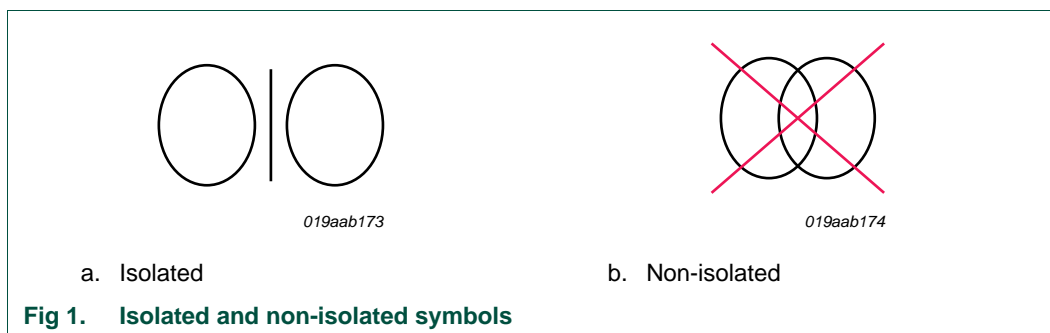 019aab173
019aab174
a. Isolated
b. Non-isolated
Fig 1. Isolated and non-isolated symbols